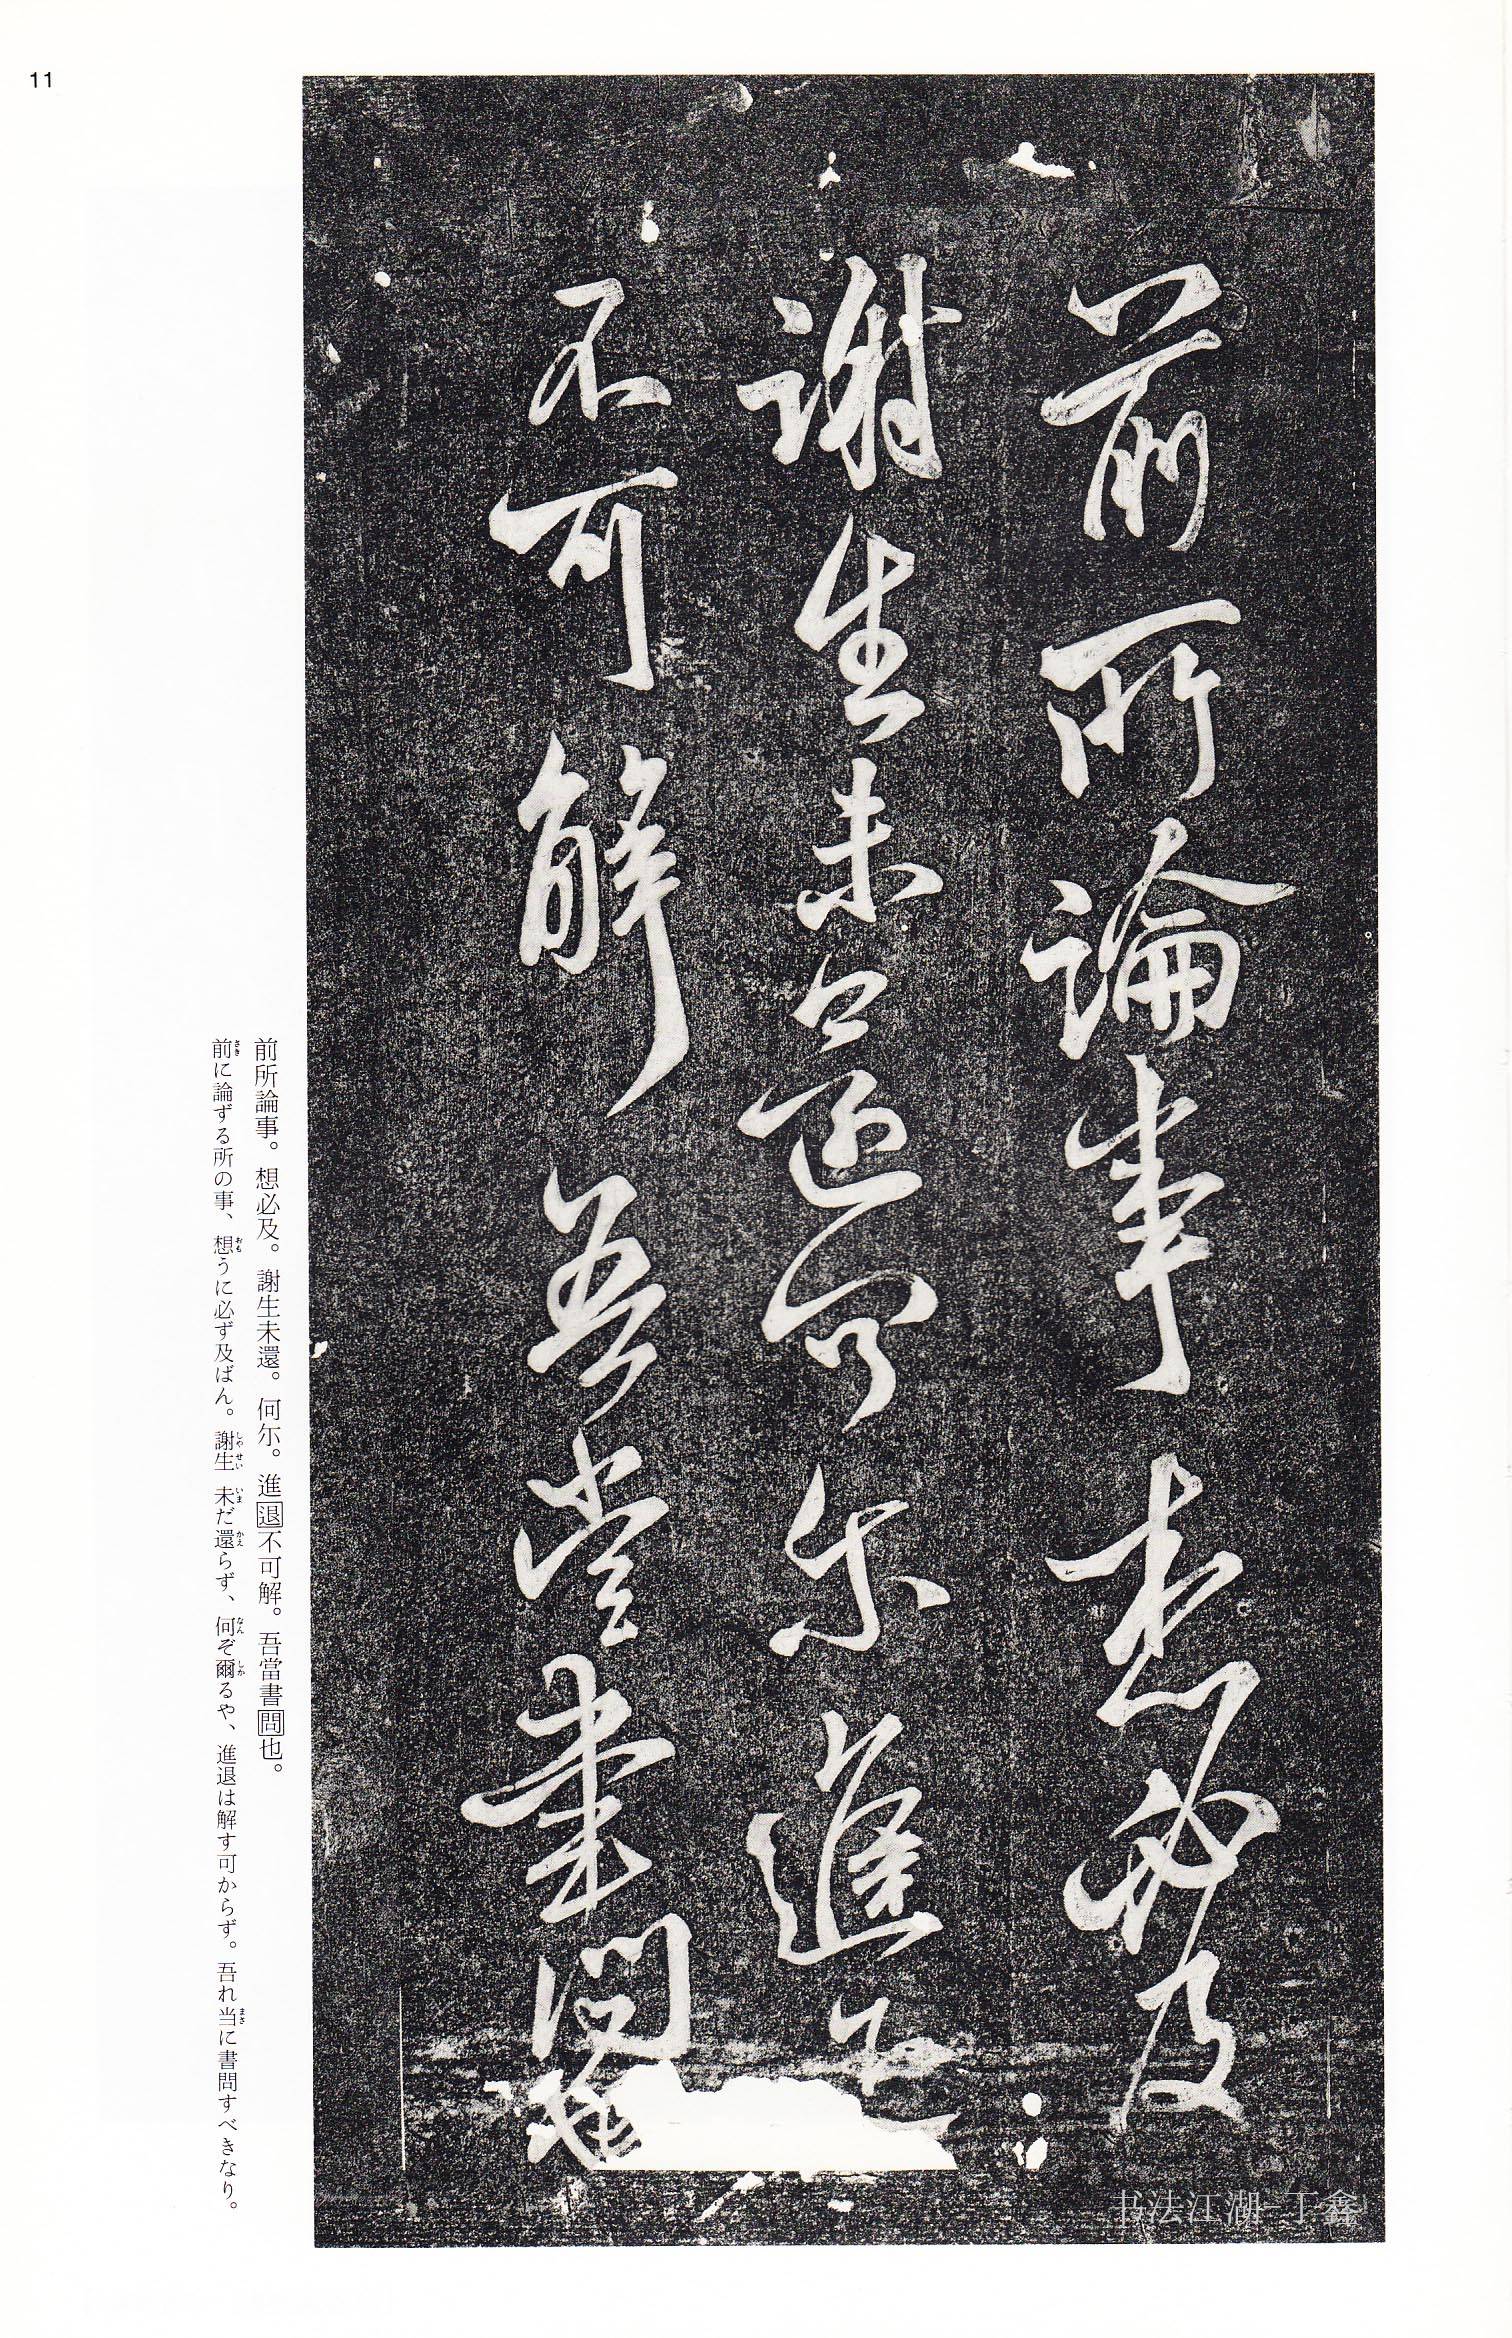 11
前所論事想必及
謝生未還何尔進退
不可解吾當書問也
前所論事。想必及。謝生未還。何尓。進退不可解。吾當書問也。
前に論ずる所の事、想うに必ず及ばん。謝生 未だ還らず、何ぞ爾るや、進退は解す可からず。吾れ当に書問すべきなり。
书法江湖-丁鑫